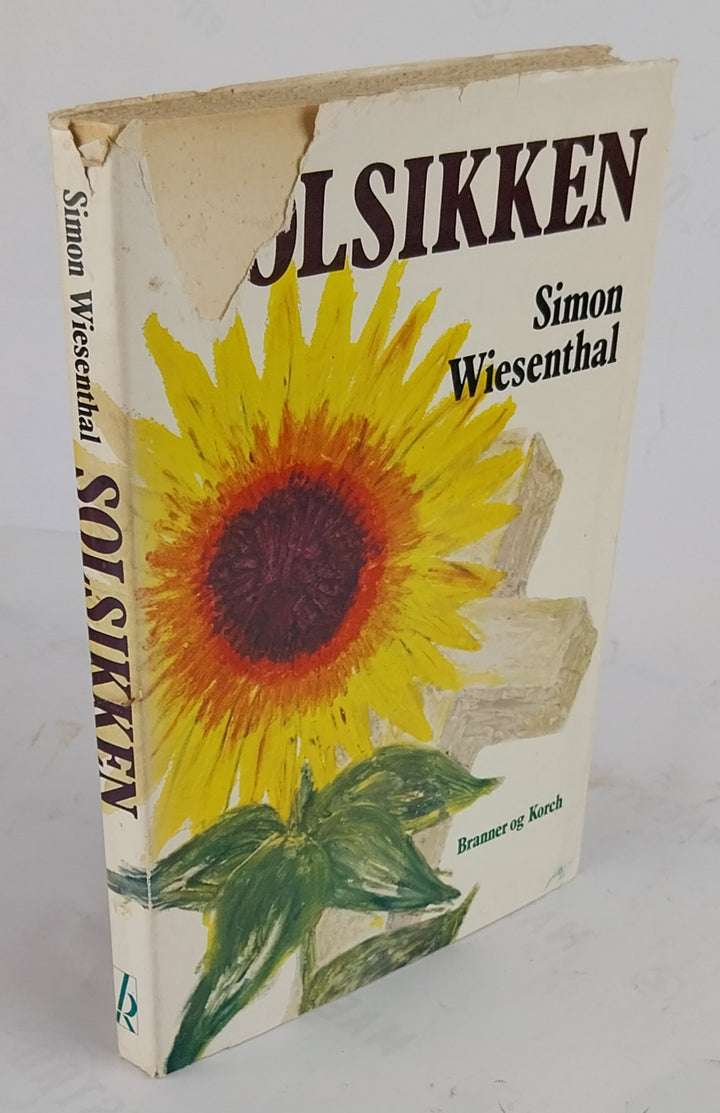 OLSIKKEN
Simon
Wiesenthal
Branner og Korch
Simon Wiesenthal SOLSIKKEN